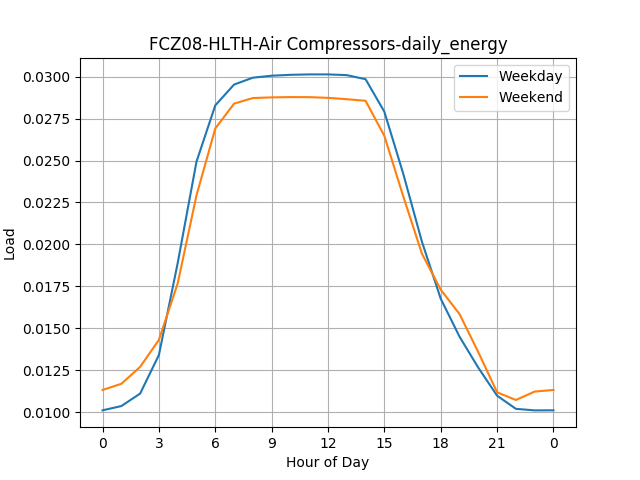 FCZ08-HLTH-Air Compressors-daily_energy
Weekday
Weekend
0.0300
0.0275
0.0250
0.0225
0.0200
0.0175
0.0150
0.0125
0.0100
Load
0 3 6 9 12 15 18 21 0
Hour of Day